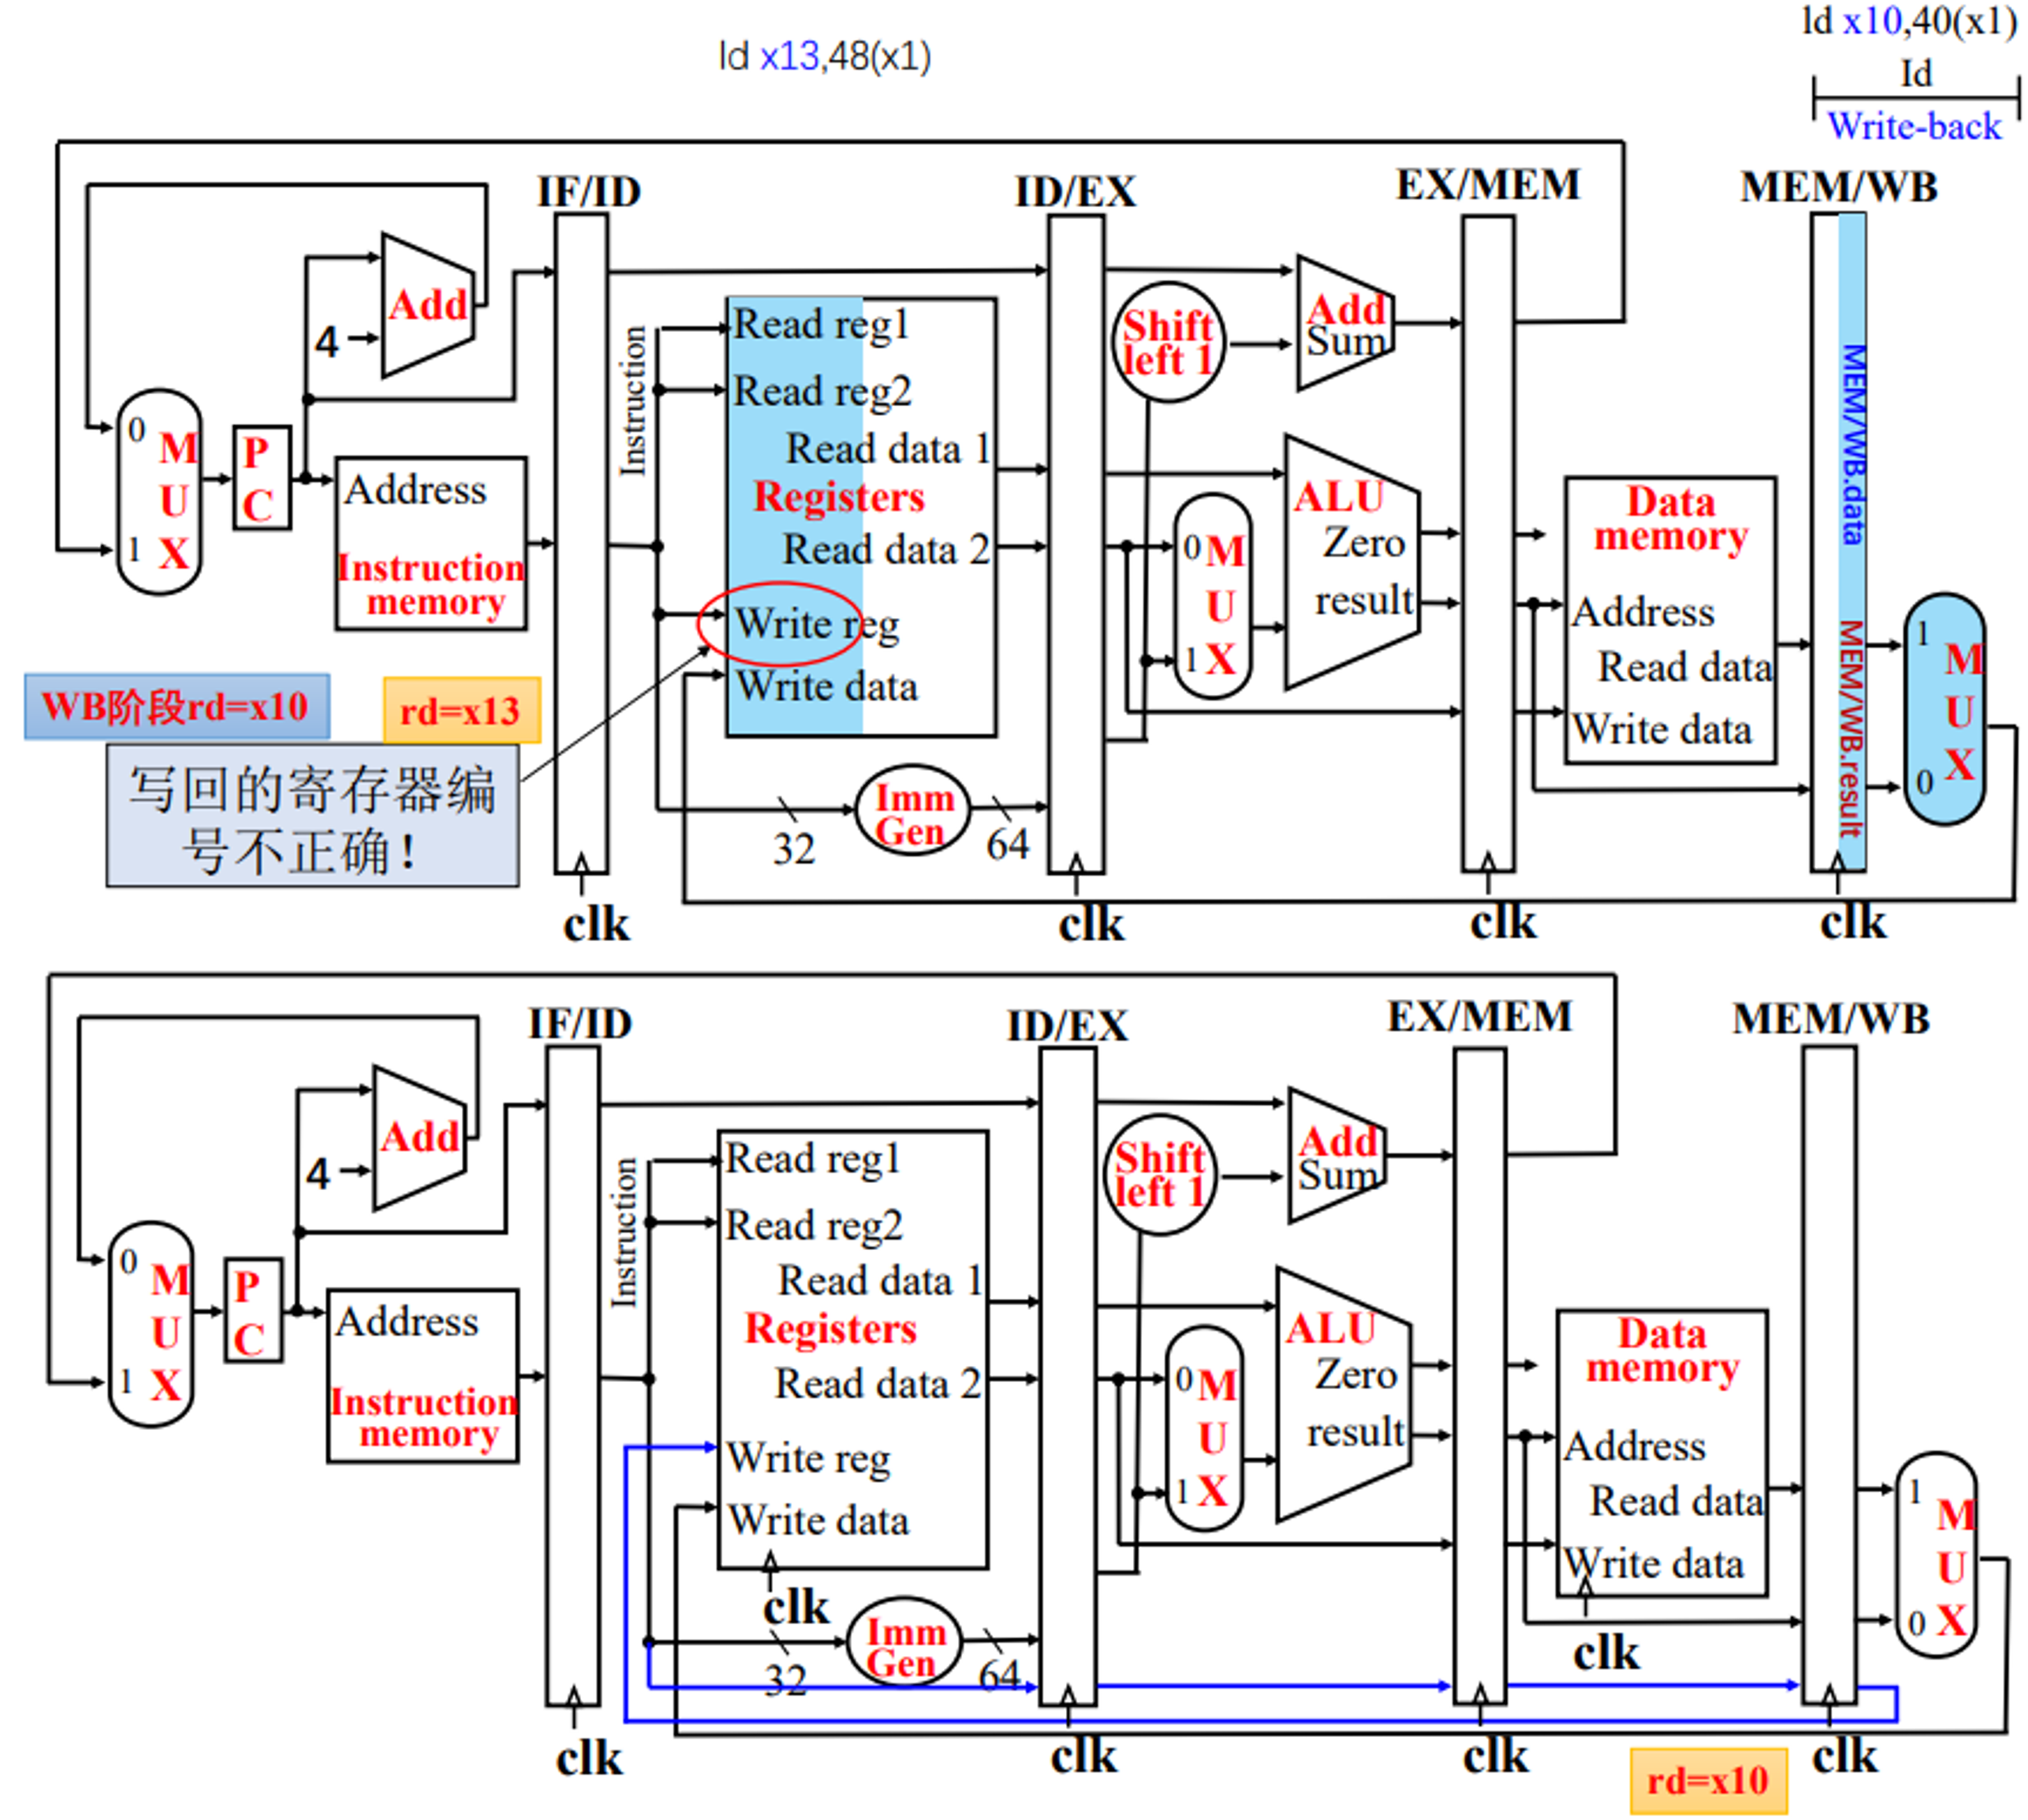 ld x10,40(x1)
ld x13,48(x1)
Id
Write-back
IF/ID
ID/EX
EX/MEM
MEM/WB
Add
4
Shift
left 1
Add
Sum
Instruction
Read reg1
Read reg2
Read data 1
Registers
Read data 2
Write reg
Write data
0
M
U
X
1
P
C
Address
Instruction
memory
0
M
U
X
1
ALU
Zero
result
Data
memory
Address
Read data
Write data
MEM/WB.data
MEM/WB.result
1
M
U
X
0
WB阶段rd=x10
rd=x13
写回的寄存器编
号不正确！
Imm
Gen
32
64
clk
clk
clk
clk
IF/ID
ID/EX
EX/MEM
MEM/WB
Add
4
Shift
left 1
Add
Sum
Instruction
Read reg1
Read reg2
Read data 1
Registers
Read data 2
Write reg
Write data
clk
0
M
U
X
1
P
C
Address
Instruction
memory
0
M
U
X
1
ALU
Zero
result
Data
memory
Address
Read data
Write data
clk
1
M
U
X
0
Imm
Gen
32
64
clk
clk
clk
clk
rd=x10